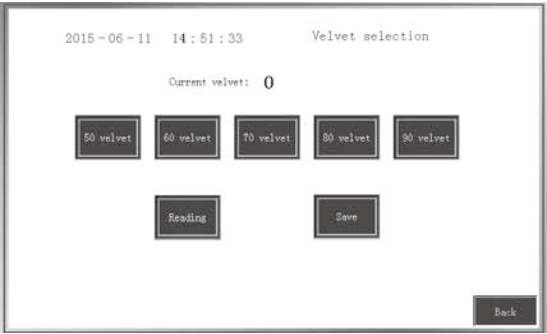 2015-06-11 14:51:33 Velvet selection
Current velvet: 0
50 velvet 60 velvet 70 velvet 80 velvet 90 velvet
Reading Save
Back